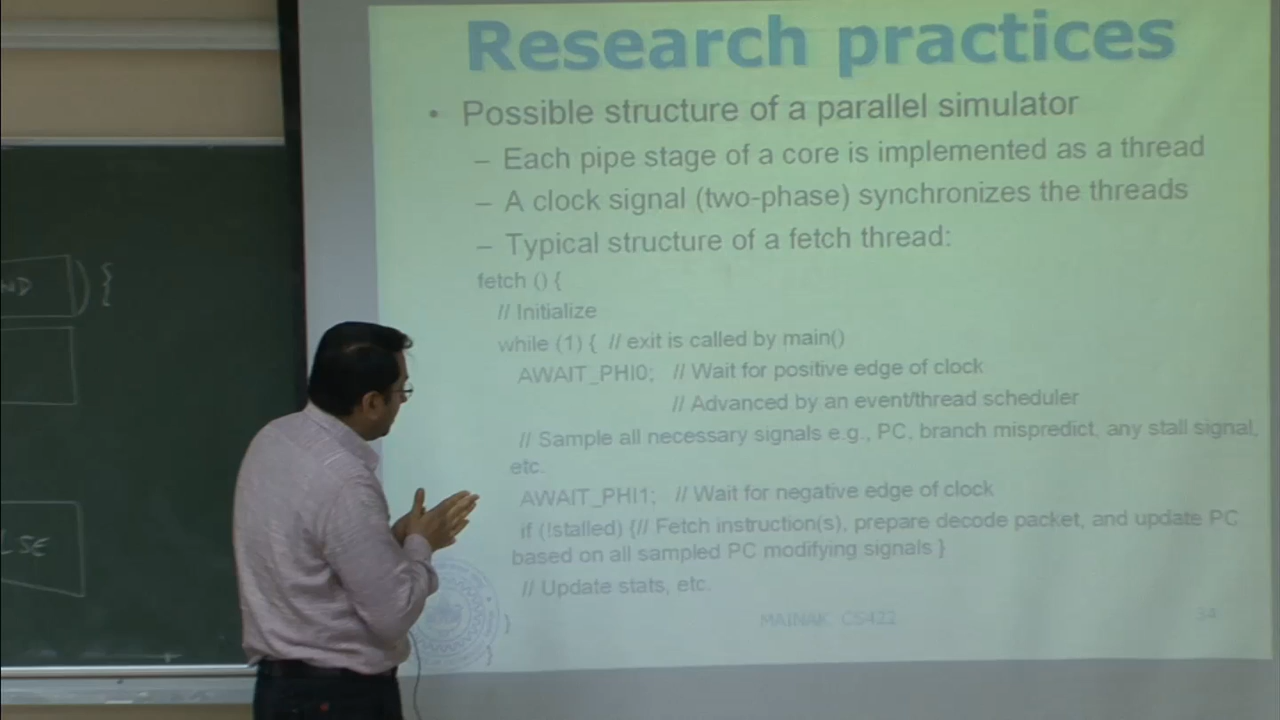 Research practices
• Possible structure of a parallel simulator
– Each pipe stage of a core is implemented as a thread
– A clock signal (two-phase) synchronizes the threads
– Typical structure of a fetch thread:
fetch () {
// Initialize
while (1) { // exit is called by main()
AWAIT_PHI0; // Wait for positive edge of clock
// Advanced by an event/thread scheduler
// Sample all necessary signals e.g., PC, branch mispredict, any stall signal,
etc.
AWAIT_PHI1; // Wait for negative edge of clock
if (!stalled) {// Fetch instruction(s), prepare decode packet, and update PC
based on all sampled PC modifying signals }
// Update stats, etc.
}
}
MAINAK CS422
34
) {